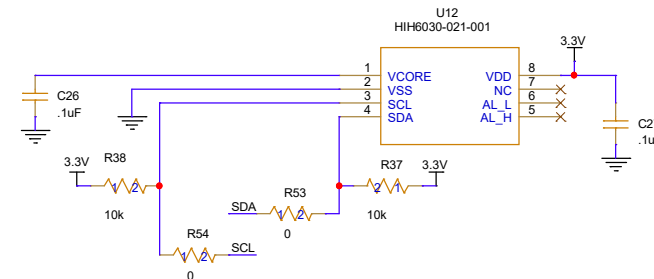 U12
HIH6030-021-001
3.3V
1 VCORE VDD 8
2 VSS NC 7
3 SCL AL_L 6
4 SDA AL_H 5
C26
.1uF
C2
.1u
3.3V R38 R37 3.3V
1 2 2 1
10k 10k
SDA R53
1 2
0
R54
1 2 SCL
0